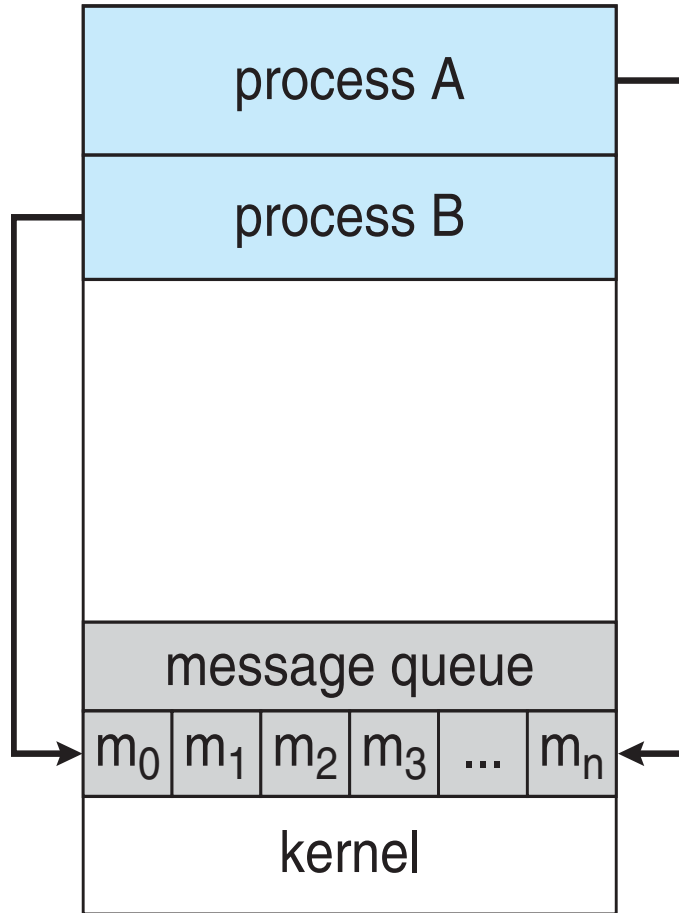 process A
process B
message queue
m0 m1 m2 m3 ... mn
kernel